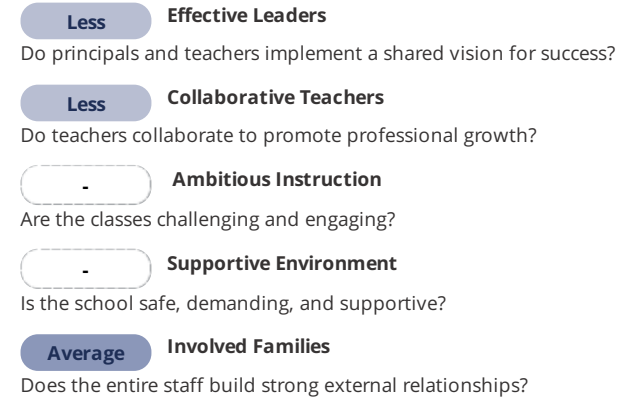 Less Effective Leaders
Do principals and teachers implement a shared vision for success?
Less Collaborative Teachers
Do teachers collaborate to promote professional growth?
- Ambitious Instruction
Are the classes challenging and engaging?
- Supportive Environment
Is the school safe, demanding, and supportive?
Average Involved Families
Does the entire staff build strong external relationships?